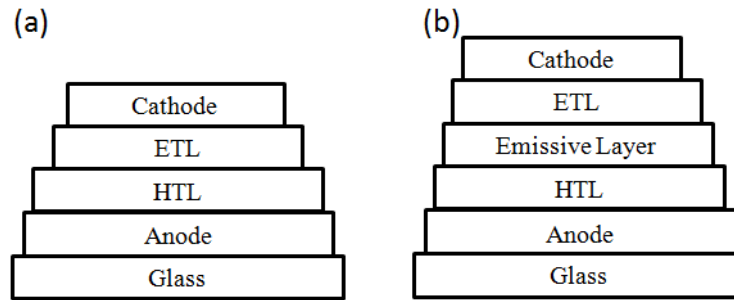 (a)
Cathode
ETL
HTL
Anode
Glass
(b)
Cathode
ETL
Emissive Layer
HTL
Anode
Glass